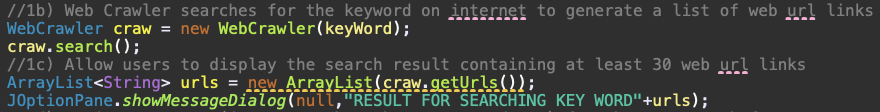 //1b) Web Crawler searches for the keyword on internet to generate a list of web url links
WebCrawler craw = new WebCrawler(keyWord);
craw.search();
//1c) Allow users to display the search result containing at least 30 web url links
ArrayList<String> urls = new ArrayList(craw.getUrls());
JOptionPane.showMessageDialog(null,"RESULT FOR SEARCHING KEY WORD"+urls);